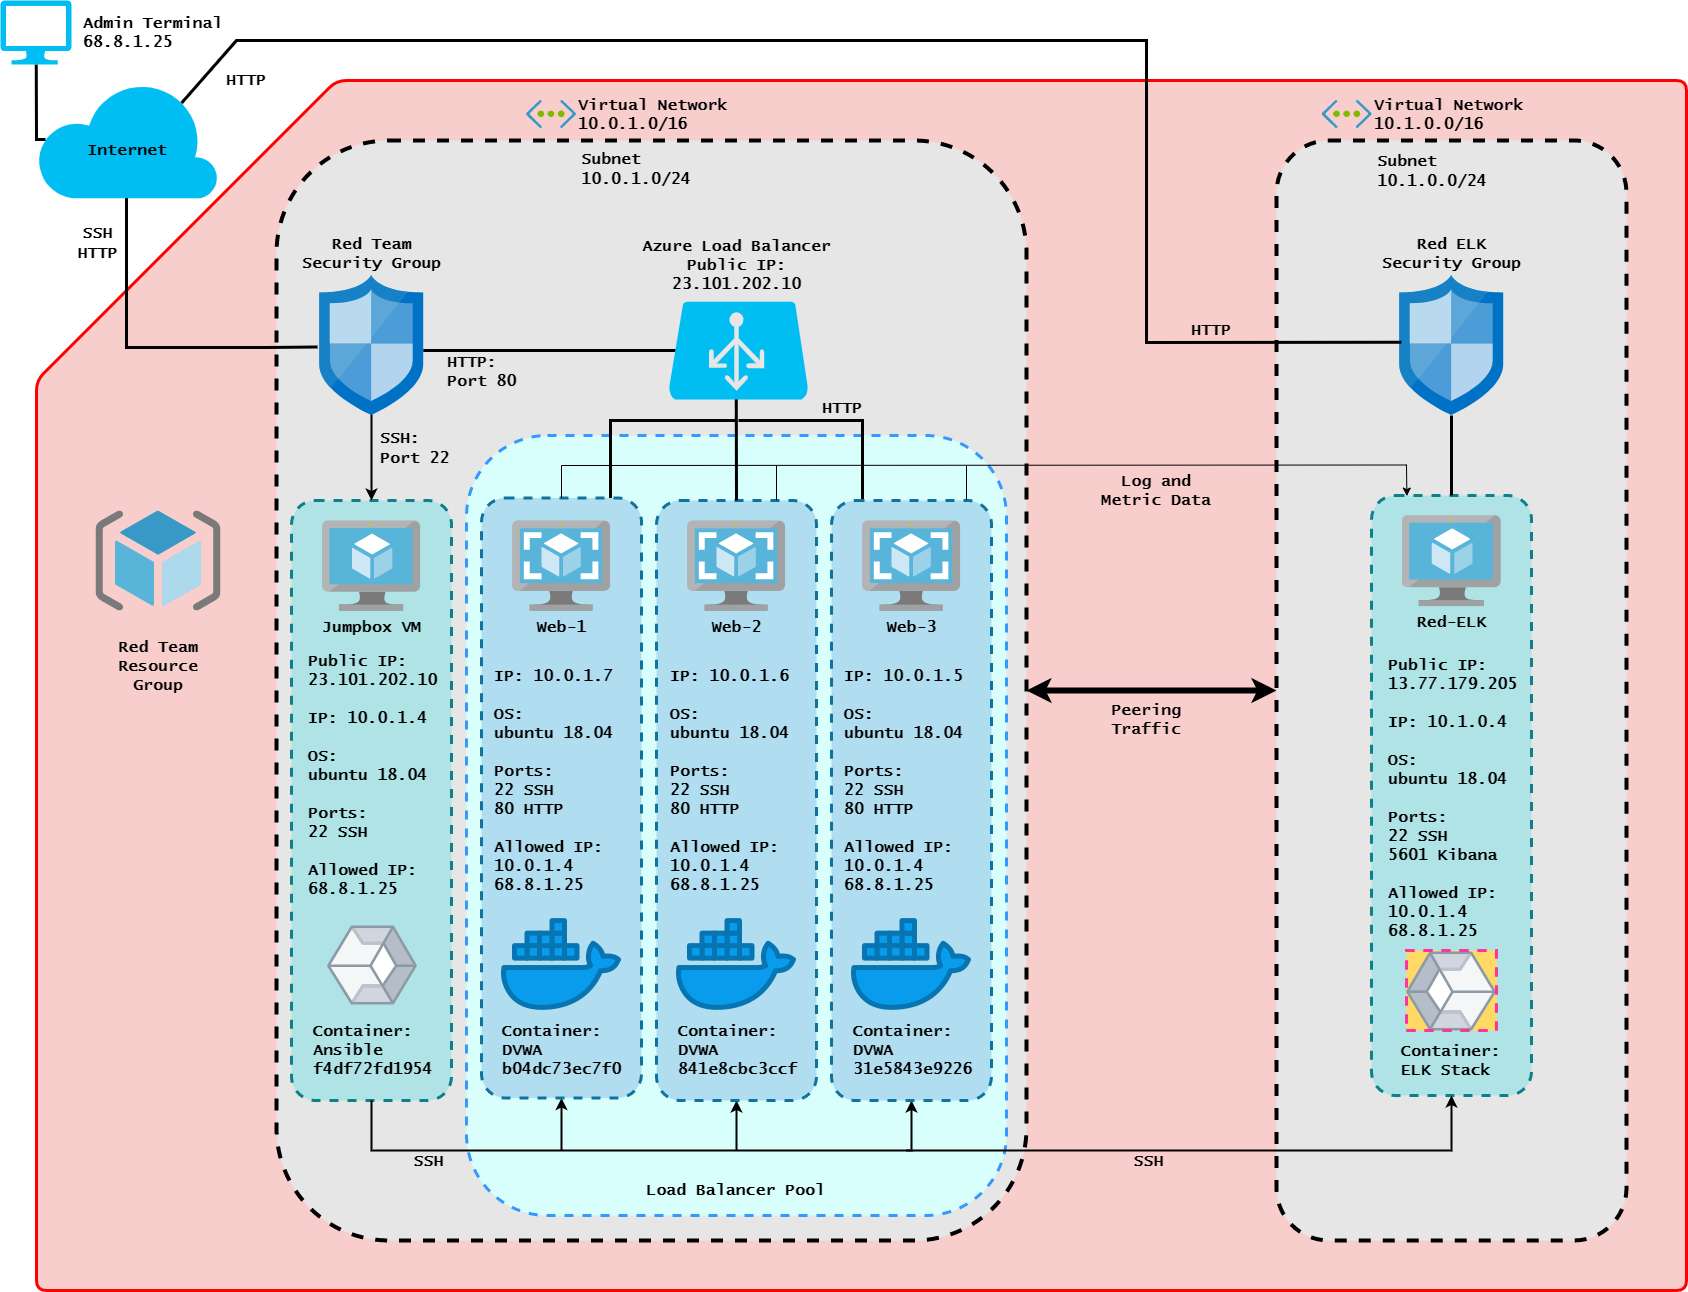 Admin Terminal
68.8.1.25
HTTP
Internet
SSH
HTTP
Virtual Network
10.0.1.0/16
Subnet
10.0.1.0/24
Virtual Network
10.1.0.0/16
Subnet
10.1.0.0/24
Red Team
Security Group
Azure Load Balancer
Public IP:
23.101.202.10
Red ELK
Security Group
HTTP
HTTP:
Port 80
HTTP
SSH:
Port 22
Log and
Metric Data
Red Team
Resource
Group
Jumpbox VM
Public IP:
23.101.202.10
IP: 10.0.1.4
OS:
ubuntu 18.04
Ports:
22 SSH
Allowed IP:
68.8.1.25
Container:
Ansible
f4df72fd1954
Web-1
IP: 10.0.1.7
OS:
ubuntu 18.04
Ports:
22 SSH
80 HTTP
Allowed IP:
10.0.1.4
68.8.1.25
Container:
DVWA
b04dc73ec7f0
Web-2
IP: 10.0.1.6
OS:
ubuntu 18.04
Ports:
22 SSH
80 HTTP
Allowed IP:
10.0.1.4
68.8.1.25
Container:
DVWA
841e8cbc3ccf
Web-3
IP: 10.0.1.5
OS:
ubuntu 18.04
Ports:
22 SSH
80 HTTP
Allowed IP:
10.0.1.4
68.8.1.25
Container:
DVWA
31e5843e9226
Peering
Traffic
Red-ELK
Public IP:
13.77.179.205
IP: 10.1.0.4
OS:
ubuntu 18.04
Ports:
22 SSH
5601 Kibana
Allowed IP:
10.0.1.4
68.8.1.25
Container:
ELK Stack
SSH
SSH
Load Balancer Pool